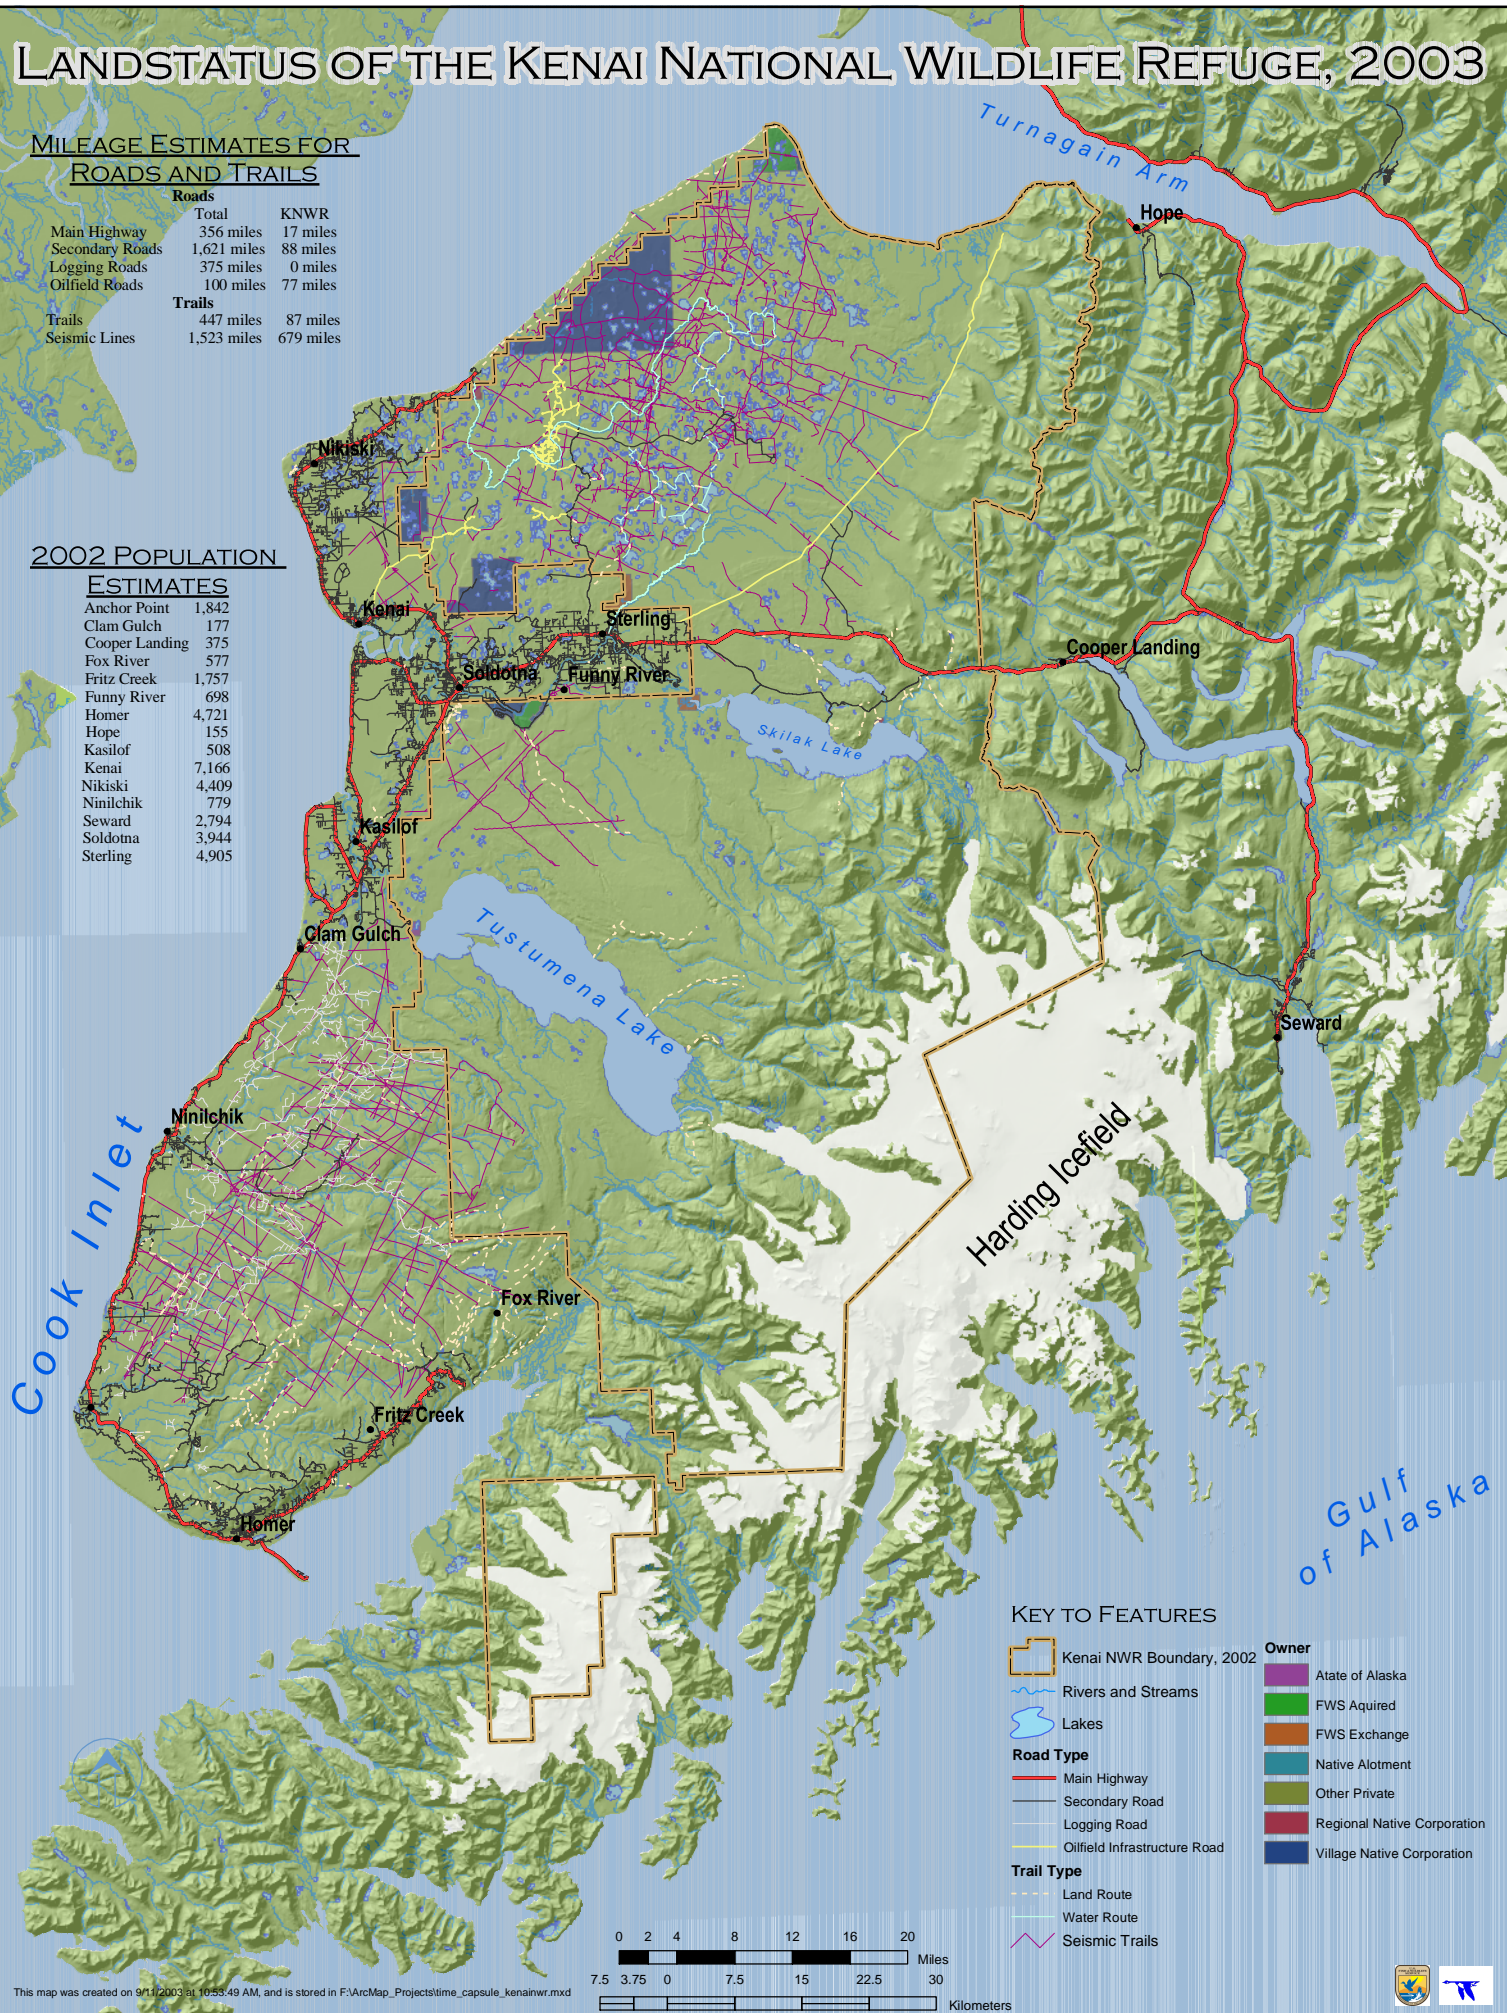 LANDSTATUS OF THE KENAI NATIONAL WILDLIFE REFUGE, 2003
MILEAGE ESTIMATES FOR
ROADS AND TRAILS
Roads
Total KNWR
Main Highway 356 miles 17 miles
Secondary Roads 1,621 miles 88 miles
Logging Roads 375 miles 0 miles
Oilfield Roads 100 miles 77 miles
Trails
Trails 447 miles 87 miles
Seismic Lines 1,523 miles 679 miles
2002 POPULATION
ESTIMATES
Anchor Point 1,842
Clam Gulch 177
Cooper Landing 375
Fox River 577
Fritz Creek 1,757
Funny River 698
Homer 4,721
Hope 155
Kasilof 508
Kenai 7,166
Nikiski 4,409
Ninilchik 779
Seward 2,794
Soldotna 3,944
Sterling 4,905
Turnagain Arm
Hope
Nikiski
Kenai
Sterling
Cooper Landing
Soldotna
Funny River
Skilak Lake
Kasilof
Clam Gulch
Tustumena Lake
Seward
Ninilchik
Cook Inlet
Harding Icefield
Fox River
Fritz Creek
Homer
Gulf
of Alaska
KEY TO FEATURES
Kenai NWR Boundary, 2002
Rivers and Streams
Lakes
Road Type
Main Highway
Secondary Road
Logging Road
Oilfield Infrastructure Road
Trail Type
Land Route
Water Route
Seismic Trails
Owner
Atate of Alaska
FWS Aquired
FWS Exchange
Native Alotment
Other Private
Regional Native Corporation
Village Native Corporation
0 2 4 8 12 16 20
Miles
7.5 3.75 0 7.5 15 22.5 30
Kilometers
This map was created on 9/11/2003 at 10:53:49 AM, and is stored in F:\ArcMap_Projects\time_capsule_kenainwr.mxd